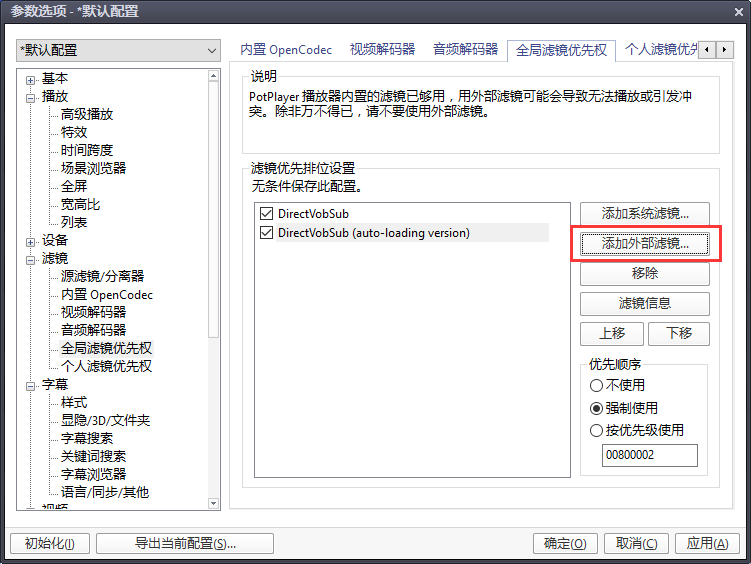 参数选项 - *默认配置
*默认配置
基本
播放
高级播放
特效
时间跨度
场景浏览器
全屏
宽高比
列表
设备
滤镜
源滤镜/分离器
内置 OpenCodec
视频解码器
音频解码器
全局滤镜优先权
个人滤镜优先权
字幕
样式
显隐/3D/文件夹
字幕搜索
关键词搜索
字幕浏览器
语言/同步/其他
视频
内置 OpenCodec 视频解码器 音频解码器 全局滤镜优先权 个人滤镜优先
说明
PotPlayer 播放器内置的滤镜已够用，用外部滤镜可能会导致无法播放或引发冲
突。除非万不得已，请不要使用外部滤镜。
滤镜优先排位设置
无条件保存此配置。
DirectVobSub
DirectVobSub (auto-loading version)
添加系统滤镜...
添加外部滤镜...
移除
滤镜信息
上移 下移
优先顺序
不使用
强制使用
按优先级使用
00800002
初始化(I) 导出当前配置(S)... 确定(O) 取消(C) 应用(A)